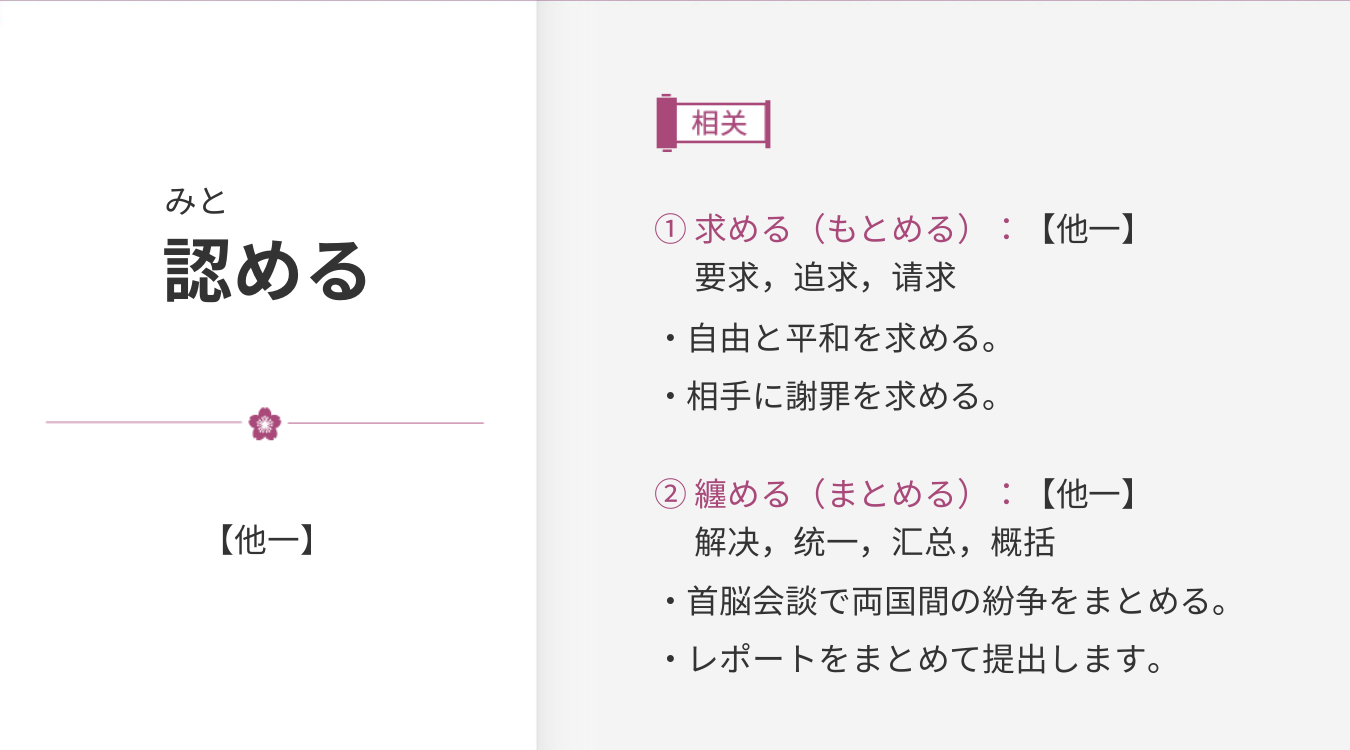 みと
認める
【他一】
相关
① 求める（もとめる）：【他一】
要求，追求，请求
・自由と平和を求める。
・相手に謝罪を求める。
② 纏める（まとめる）：【他一】
解决，统一，汇总，概括
・首脳会談で両国間の紛争をまとめる。
・レポートをまとめて提出します。